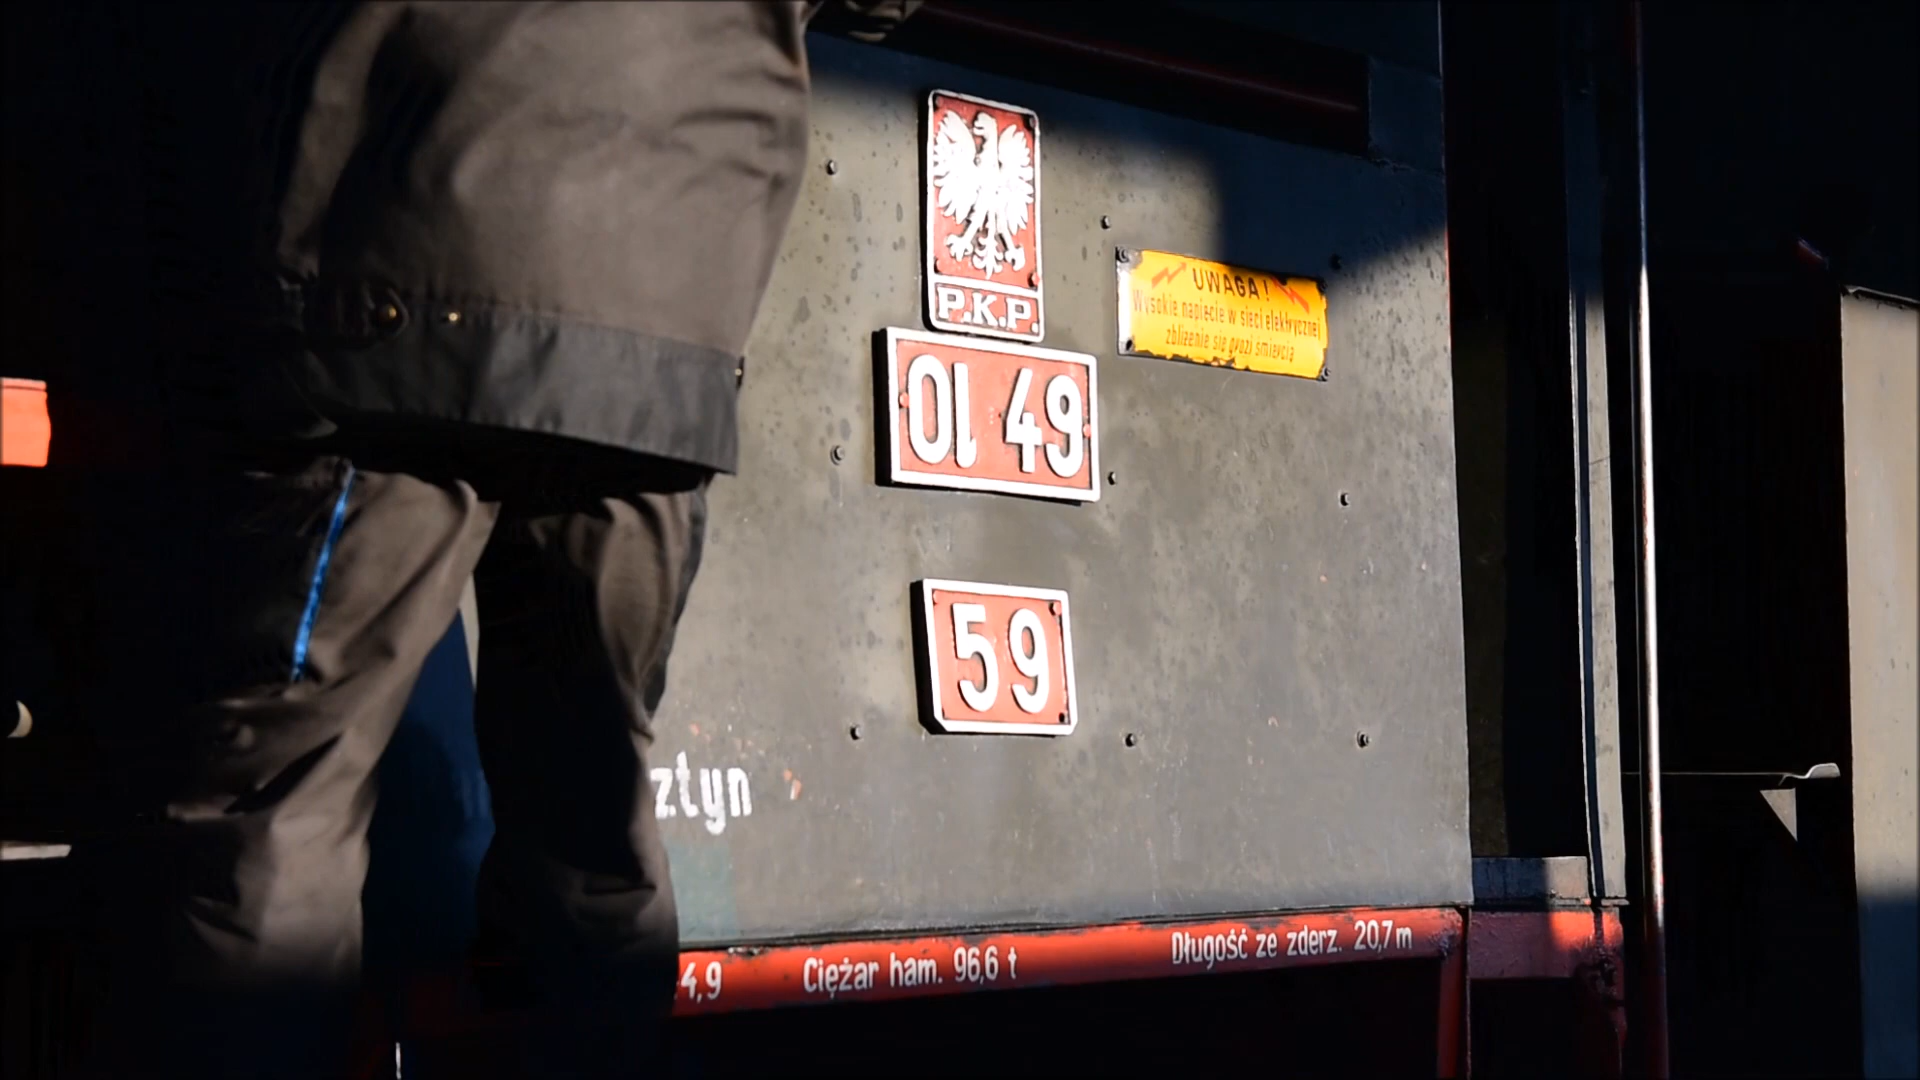 P.K.P.
UWAGA!
Wysokie napięcie w sieci elektrycznej
zbliżenie się grozi śmiercią
Ol 49
59
ztyn
4,9 Ciężar ham. 96,6 t Długość ze zderz. 20,7 m